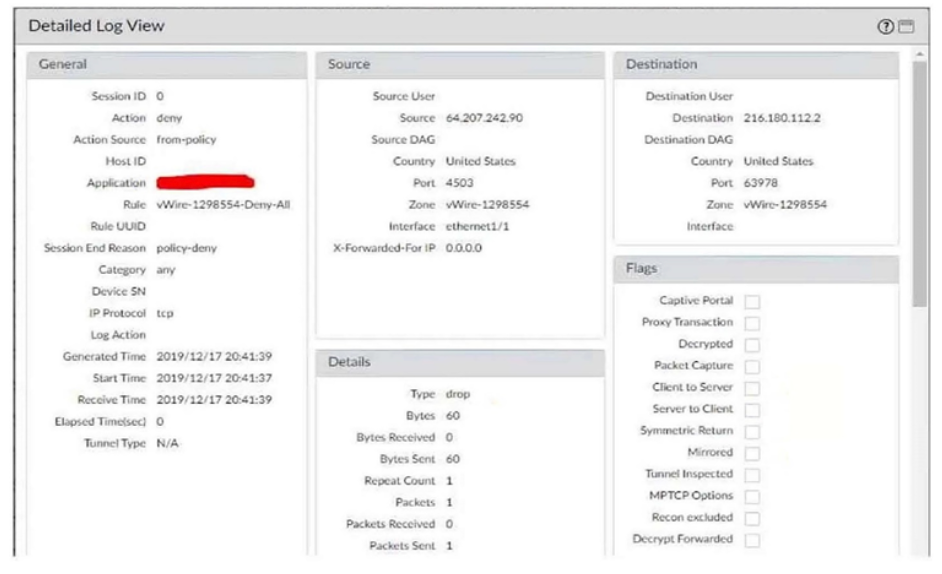 Detailed Log View
General
Session ID 0
Action deny
Action Source from-policy
Host ID
Application
Rule vWire-1298554-Deny-All
Rule UUID
Session End Reason policy-deny
Category any
Device SN
IP Protocol tcp
Log Action
Generated Time 2019/12/17 20:41:39
Start Time 2019/12/17 20:41:37
Receive Time 2019/12/17 20:41:39
Elapsed Time(sec) 0
Tunnel Type N/A
Source
Source User
Source 64.207.242.90
Source DAG
Country United States
Port 4503
Zone vWire-1298554
Interface ethernet1/1
X-Forwarded-For IP 0.0.0.0
Details
Type drop
Bytes 60
Bytes Received 0
Bytes Sent 60
Repeat Count 1
Packets 1
Packets Received 0
Packets Sent 1
Destination
Destination User
Destination 216.180.112.2
Destination DAG
Country United States
Port 63978
Zone vWire-1298554
Interface
Flags
Captive Portal
Proxy Transaction
Decrypted
Packet Capture
Client to Server
Server to Client
Symmetric Return
Mirrored
Tunnel Inspected
MPTCP Options
Recon excluded
Decrypt Forwarded